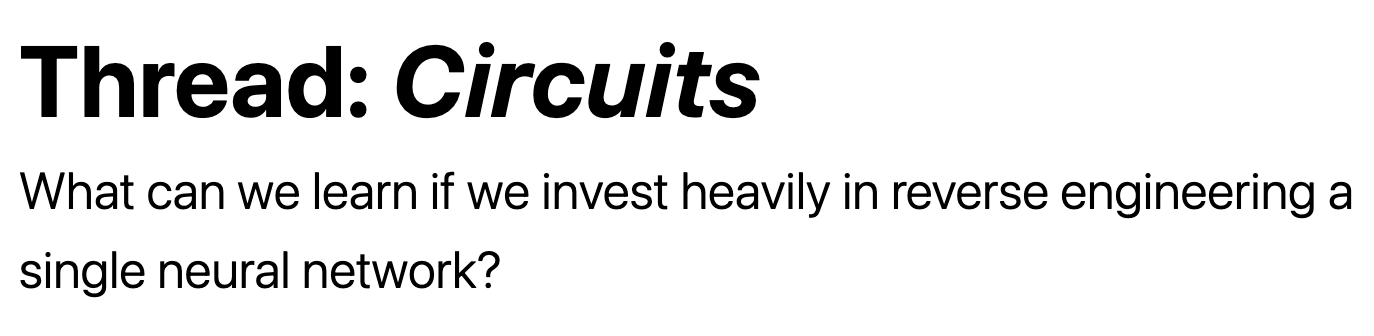 Thread: Circuits
What can we learn if we invest heavily in reverse engineering a
single neural network?